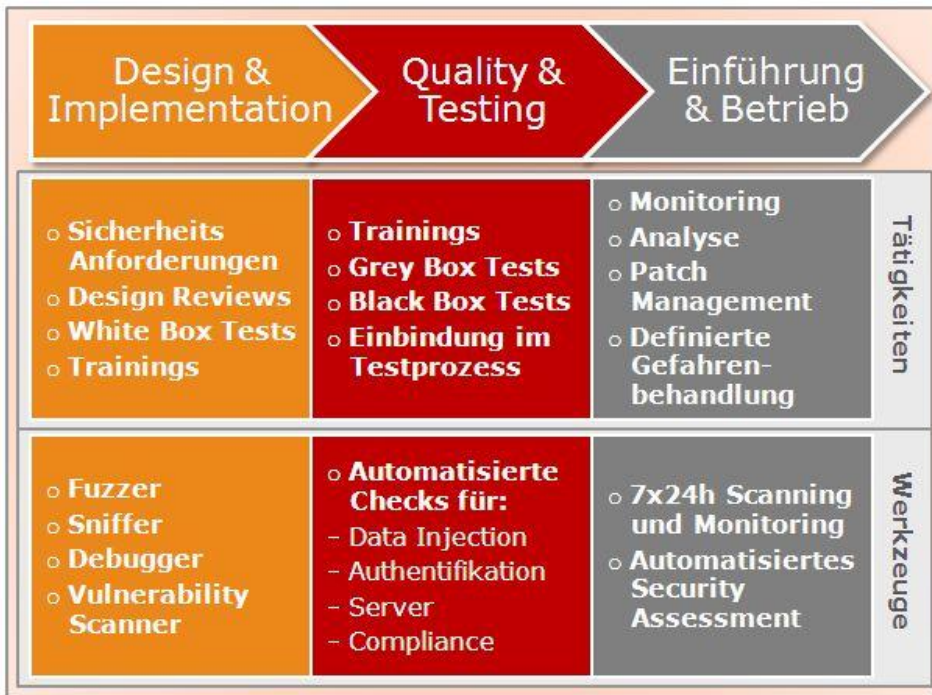 Design &
Implementation
Quality &
Testing
Einführung
& Betrieb
o Sicherheits
Anforderungen
o Design Reviews
o White Box Tests
o Trainings
o Trainings
o Grey Box Tests
o Black Box Tests
o Einbindung im
Testprozess
o Monitoring
o Analyse
o Patch
Management
o Definierte
Gefahren-
behandlung
Tätigkeiten
o Fuzzer
o Sniffer
o Debugger
o Vulnerability
Scanner
o Automatisierte
Checks für:
– Data Injection
– Authentifikation
– Server
– Compliance
o 7x24h Scanning
und Monitoring
o Automatisiertes
Security
Assessment
Werkzeuge